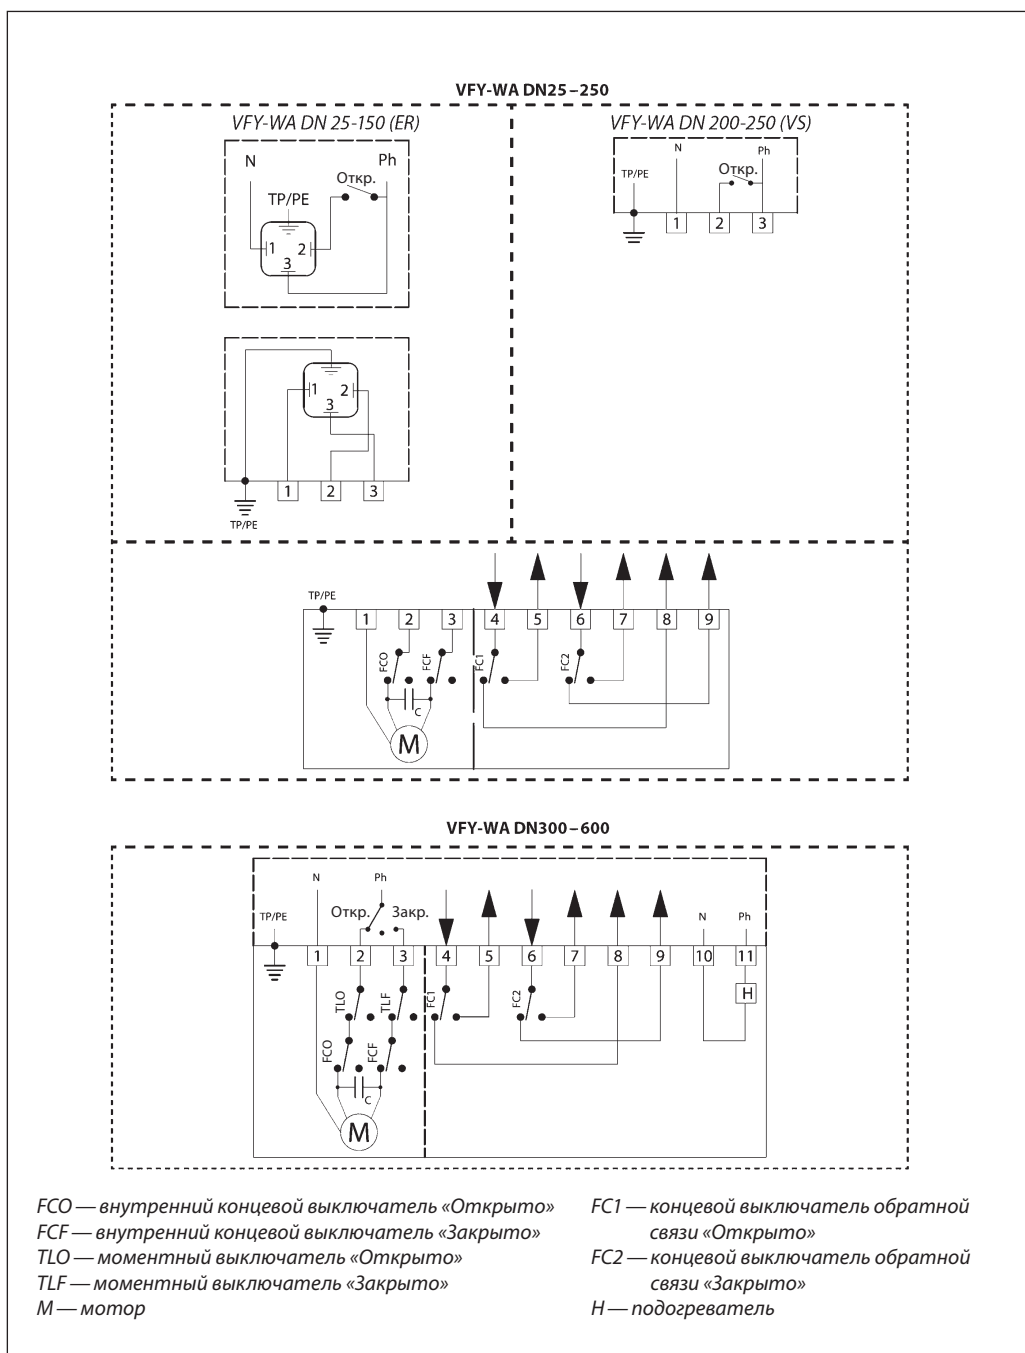 VFY-WA DN25–250
VFY-WA DN 25-150 (ER)
N
Ph
Откр.
TP/PE
1
2
3
VFY-WA DN 200-250 (VS)
N
Ph
TP/PE
Откр.
1 2 3
1
2
3
1 2 3
TP/PE
TP/PE
1 2 3 4 5 6 7 8 9
FCO
FCF
FC1
FC2
C
M
VFY-WA DN300–600
N
Ph
Откр.
Закр.
TP/PE
N
Ph
1 2 3 4 5 6 7 8 9 10 11
TLO
TLF
FC1
FC2
H
FCO
FCF
C
M
FCO — внутренний концевой выключатель «Открыто»
FCF — внутренний концевой выключатель «Закрыто»
TLO — моментный выключатель «Открыто»
TLF — моментный выключатель «Закрыто»
M — мотор
FC1 — концевой выключатель обратной
связи «Открыто»
FC2 — концевой выключатель обратной
связи «Закрыто»
H — подогреватель